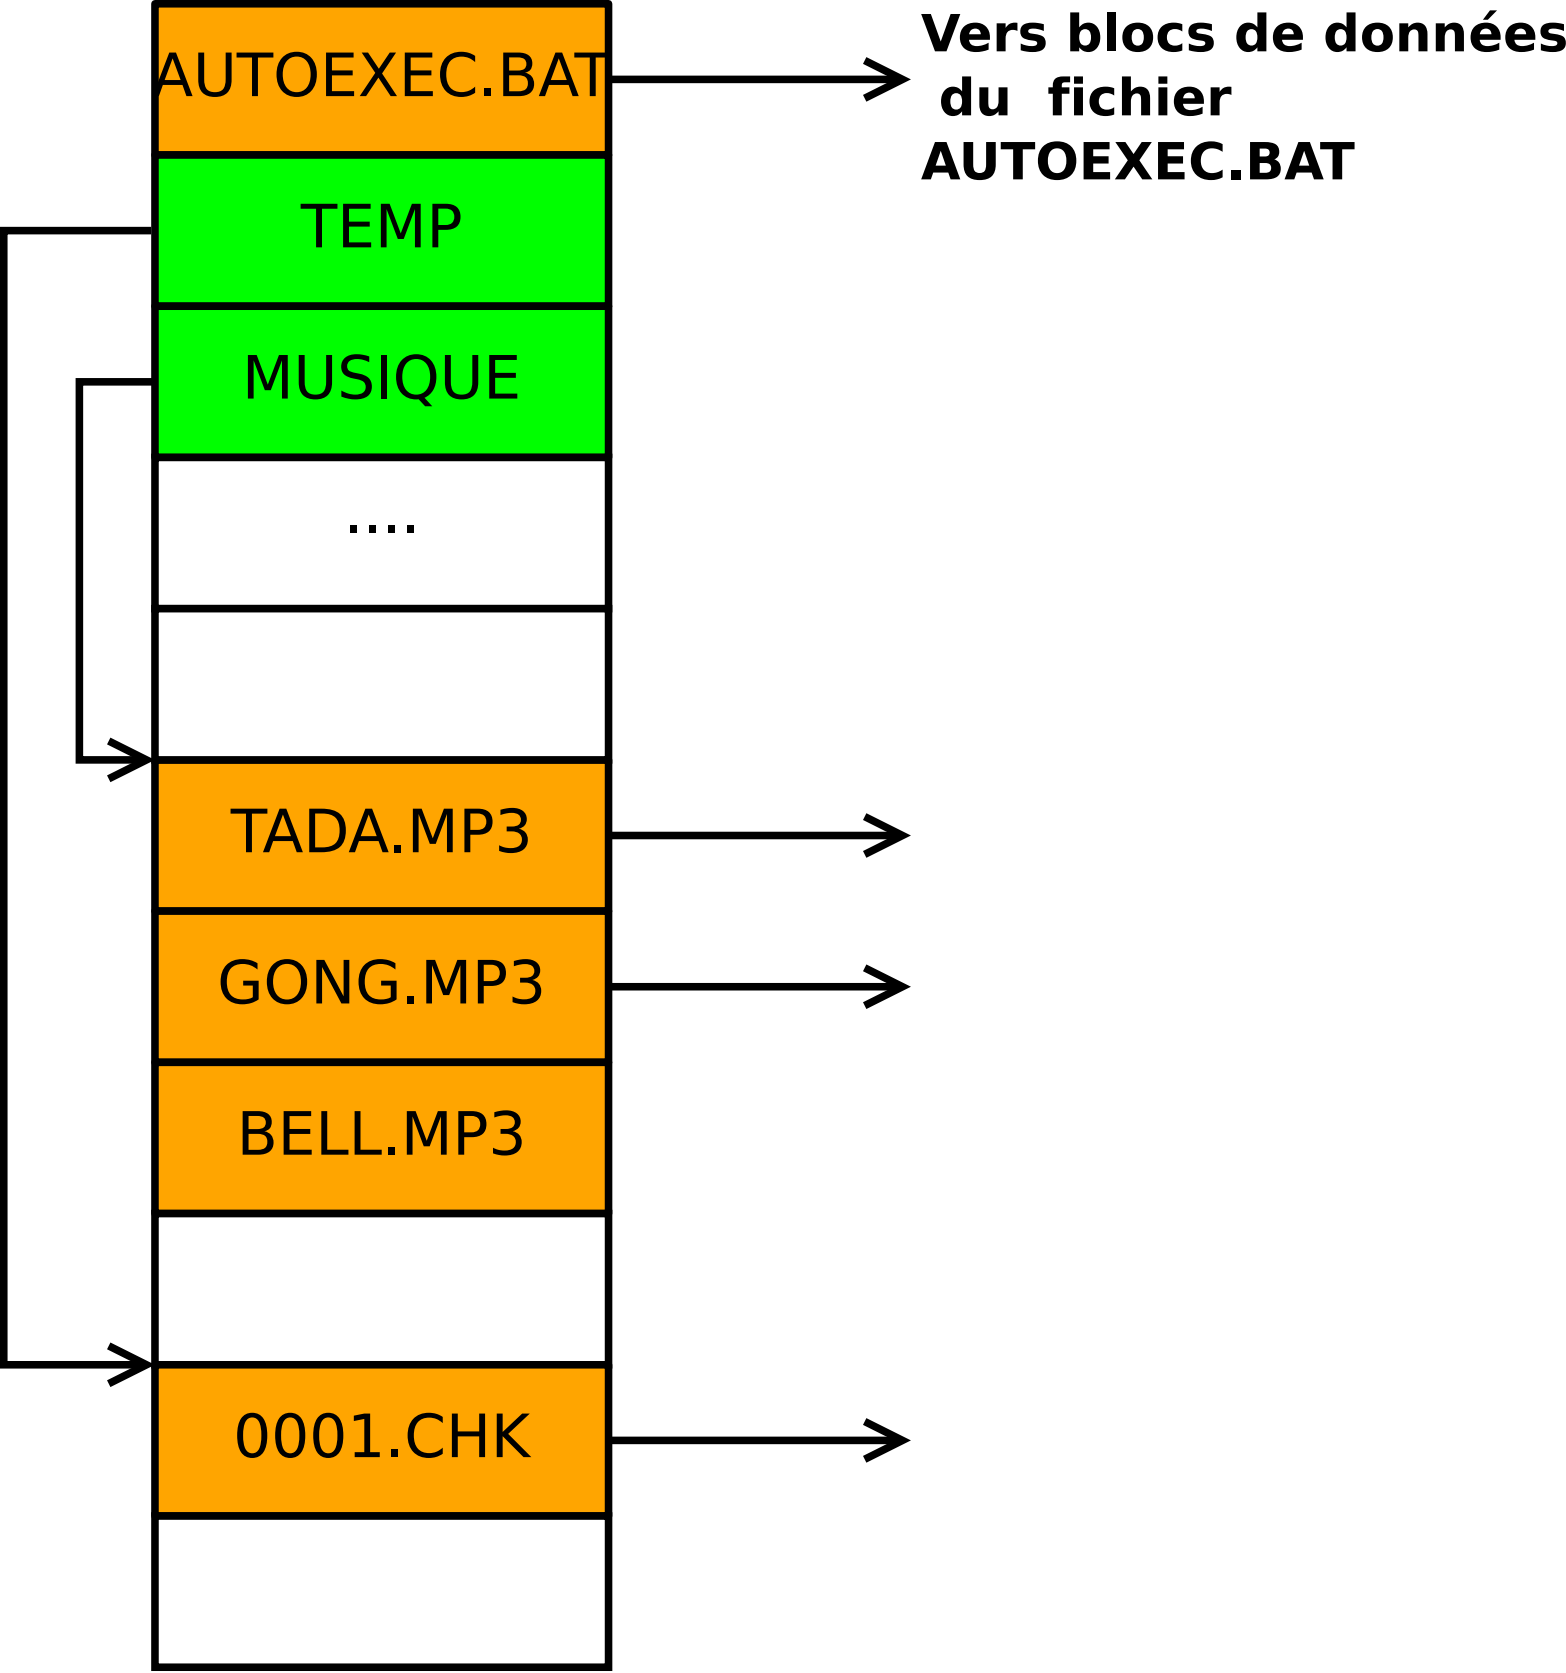 AUTOEXEC.BAT
Vers blocs de données
du fichier
AUTOEXEC.BAT
TEMP
MUSIQUE
....
TADA.MP3
GONG.MP3
BELL.MP3
0001.CHK